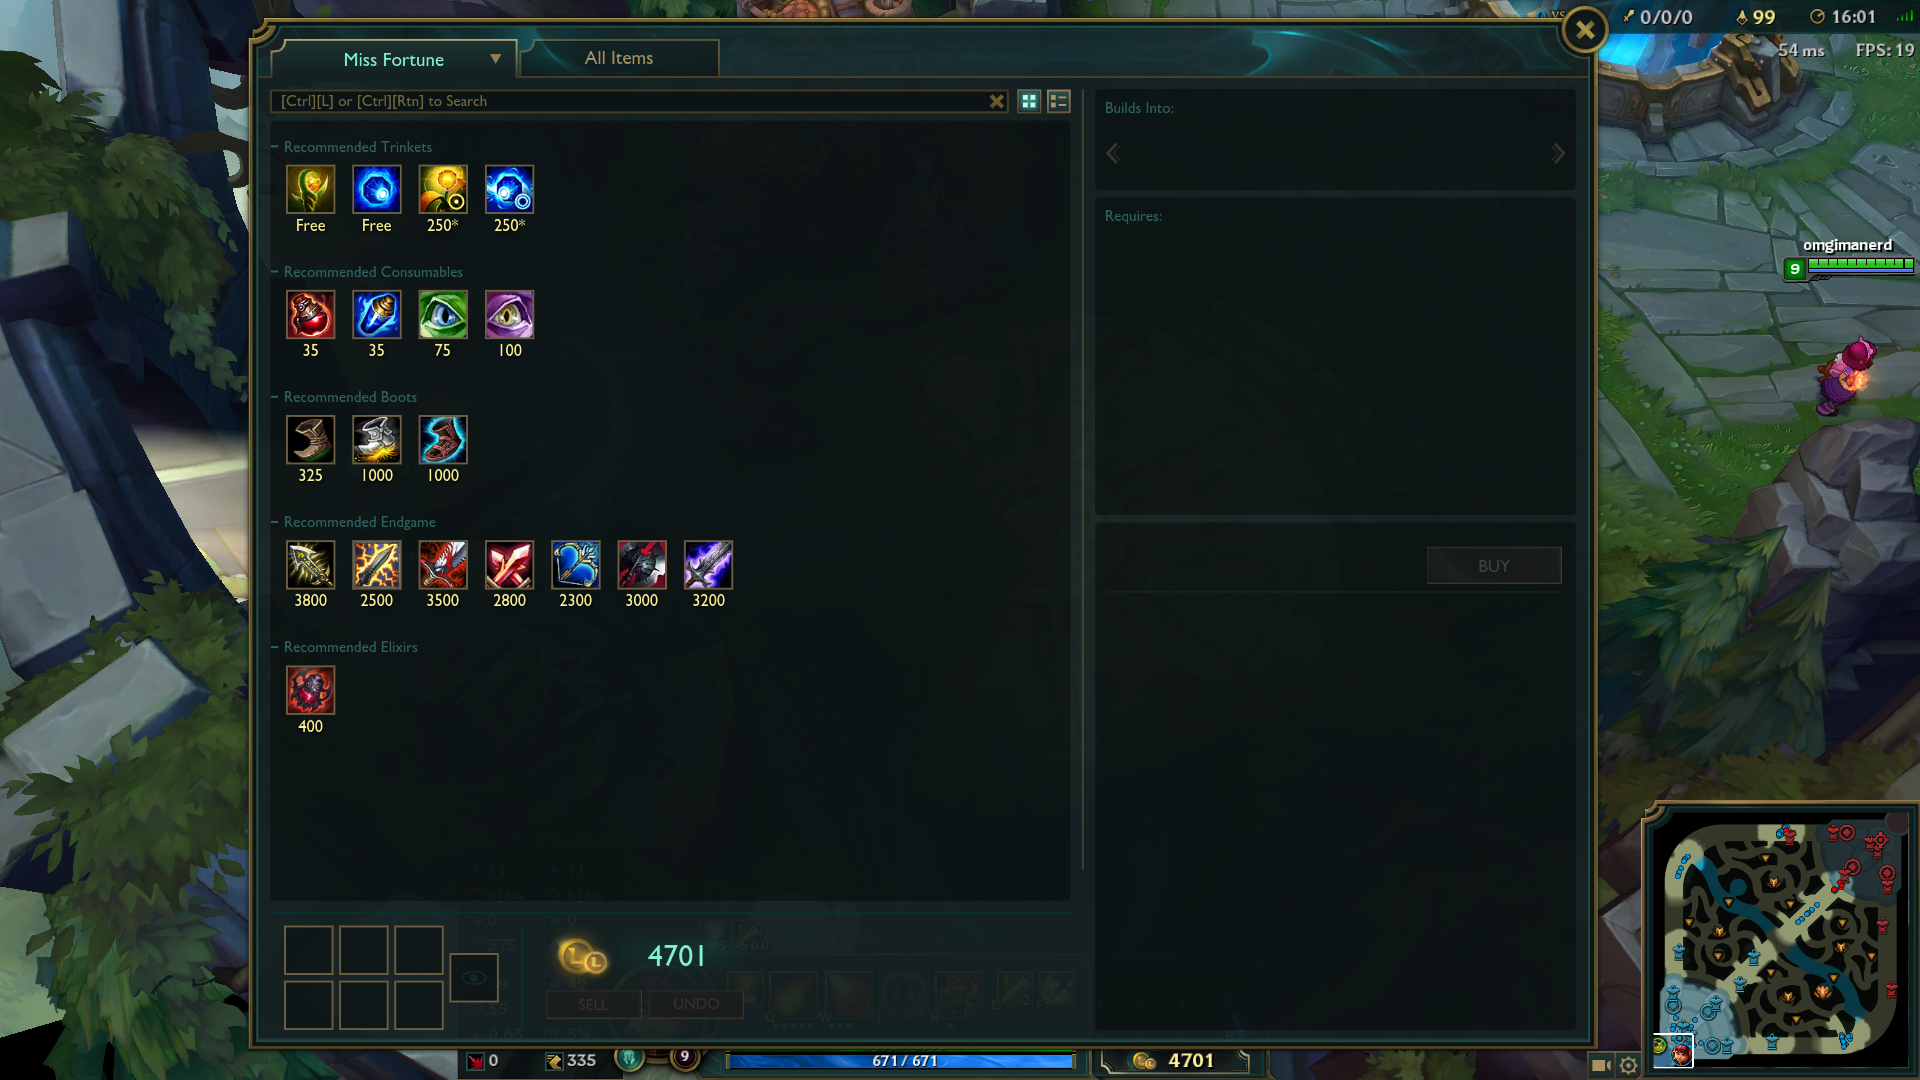 Miss Fortune
All Items
VS
0/0/0
99
16:01
54 ms
FPS: 19
[Ctrl][L] or [Ctrl][Rtn] to Search
Builds Into:
Recommended Trinkets
Free Free 250* 250*
Requires:
omgimanerd
9
Recommended Consumables
35 35 75 100
Recommended Boots
325 1000 1000
Recommended Endgame
3800 2500 3500 2800 2300 3000 3200
BUY
Recommended Elixirs
400
4701
SELL
UNDO
0
335
9
671 / 671
4701